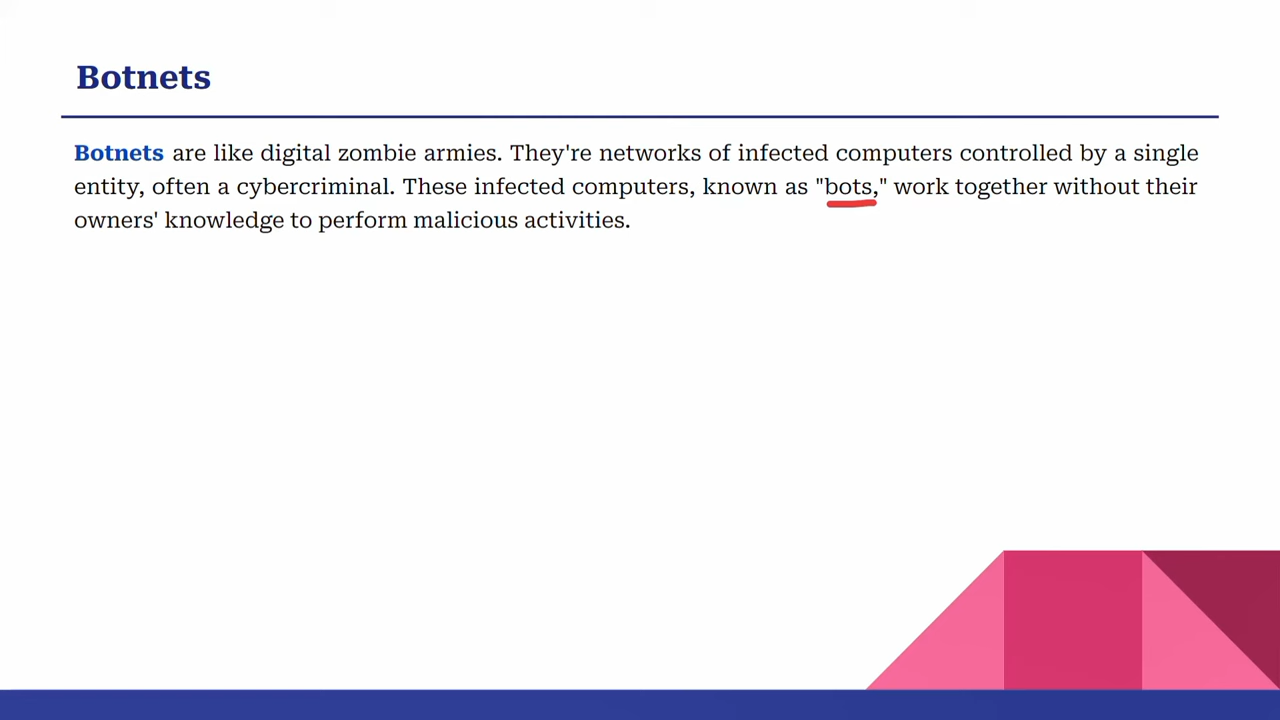 Botnets
Botnets are like digital zombie armies. They're networks of infected computers controlled by a single
entity, often a cybercriminal. These infected computers, known as "bots," work together without their
owners' knowledge to perform malicious activities.